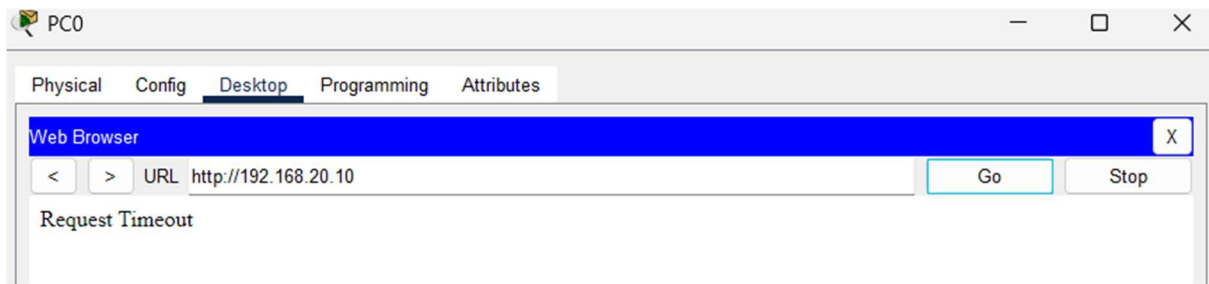 PC0
Physical Config Desktop Programming Attributes
Web Browser X
< > URL http://192.168.20.10 Go Stop
Request Timeout